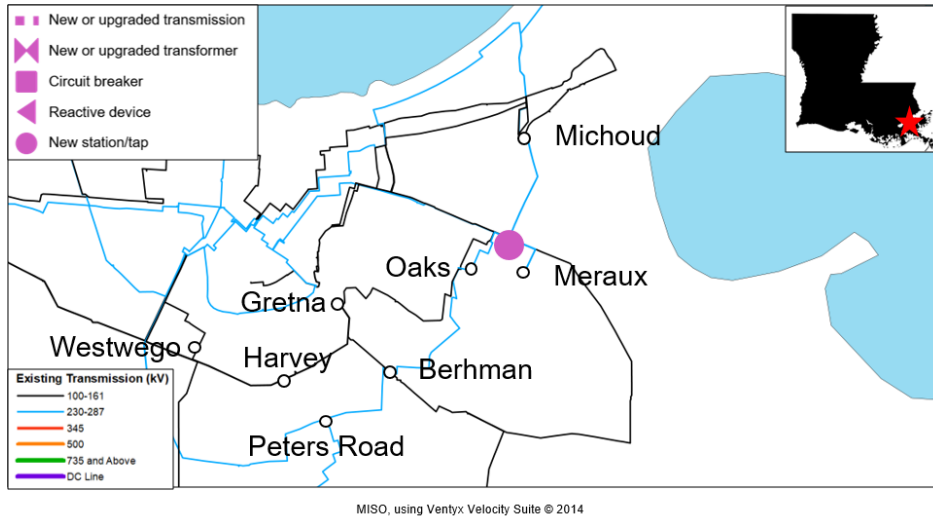 New or upgraded transmission
New or upgraded transformer
Circuit breaker
Reactive device
New station/tap
Michoud
Oaks
Meraux
Gretna
Westwego
Harvey
Berhman
Peters Road
Existing Transmission (kV)
100-161
230-287
345
500
735 and Above
DC Line
MISO, using Ventyx Velocity Suite © 2014